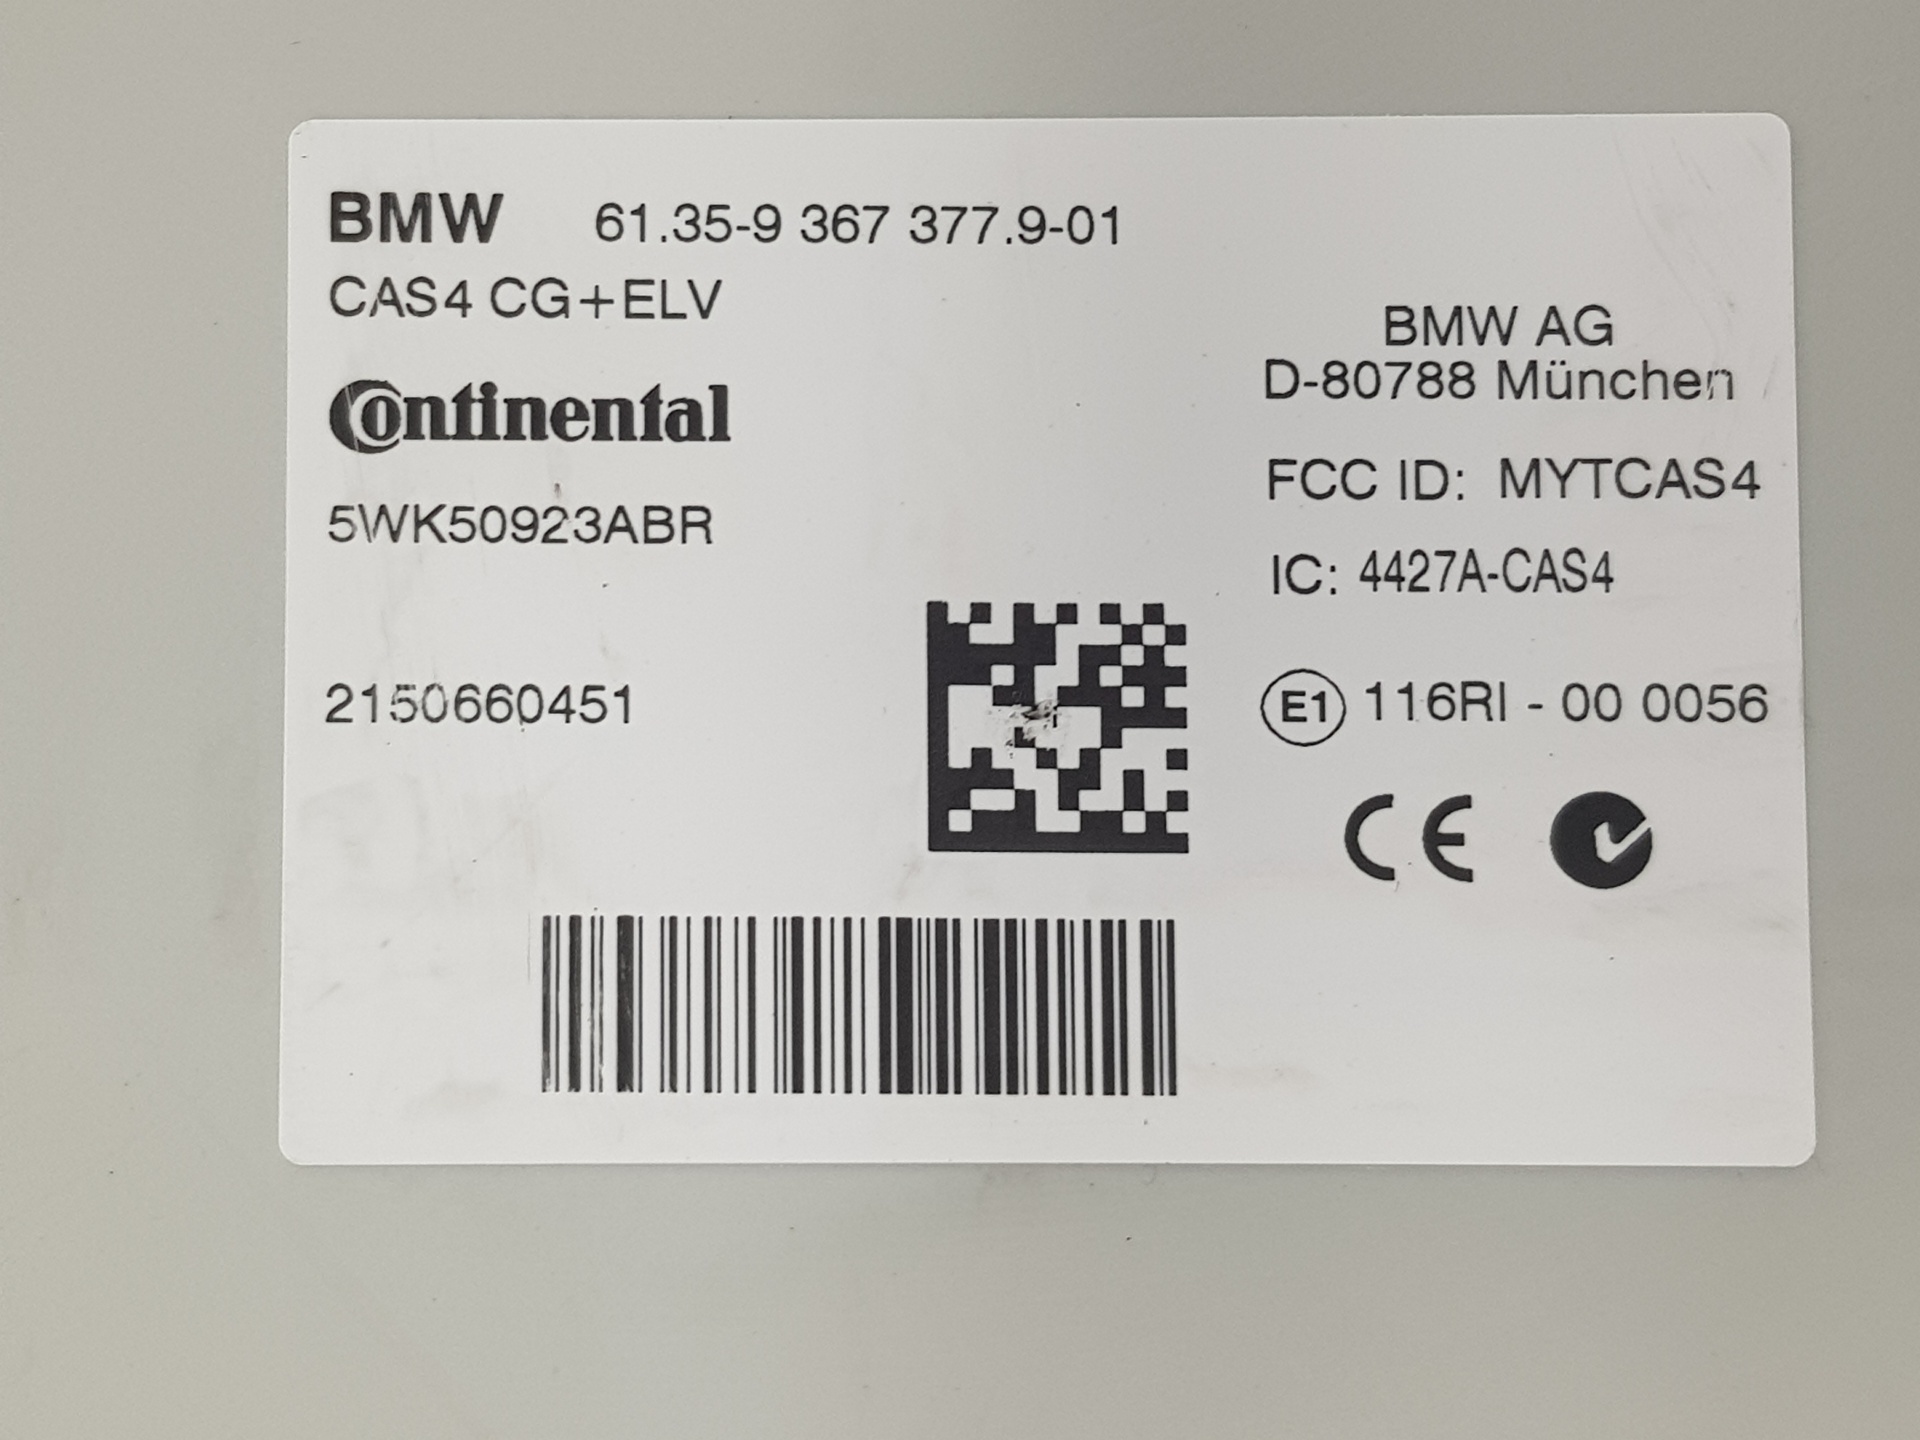 BMW 61.35-9 367 377.9-01
CAS4 CG+ELV
Continental
5WK50923ABR
2150660451
BMW AG
D-80788 München
FCC ID: MYTCAS4
IC: 4427A-CAS4
E1 116RI - 00 0056
CE